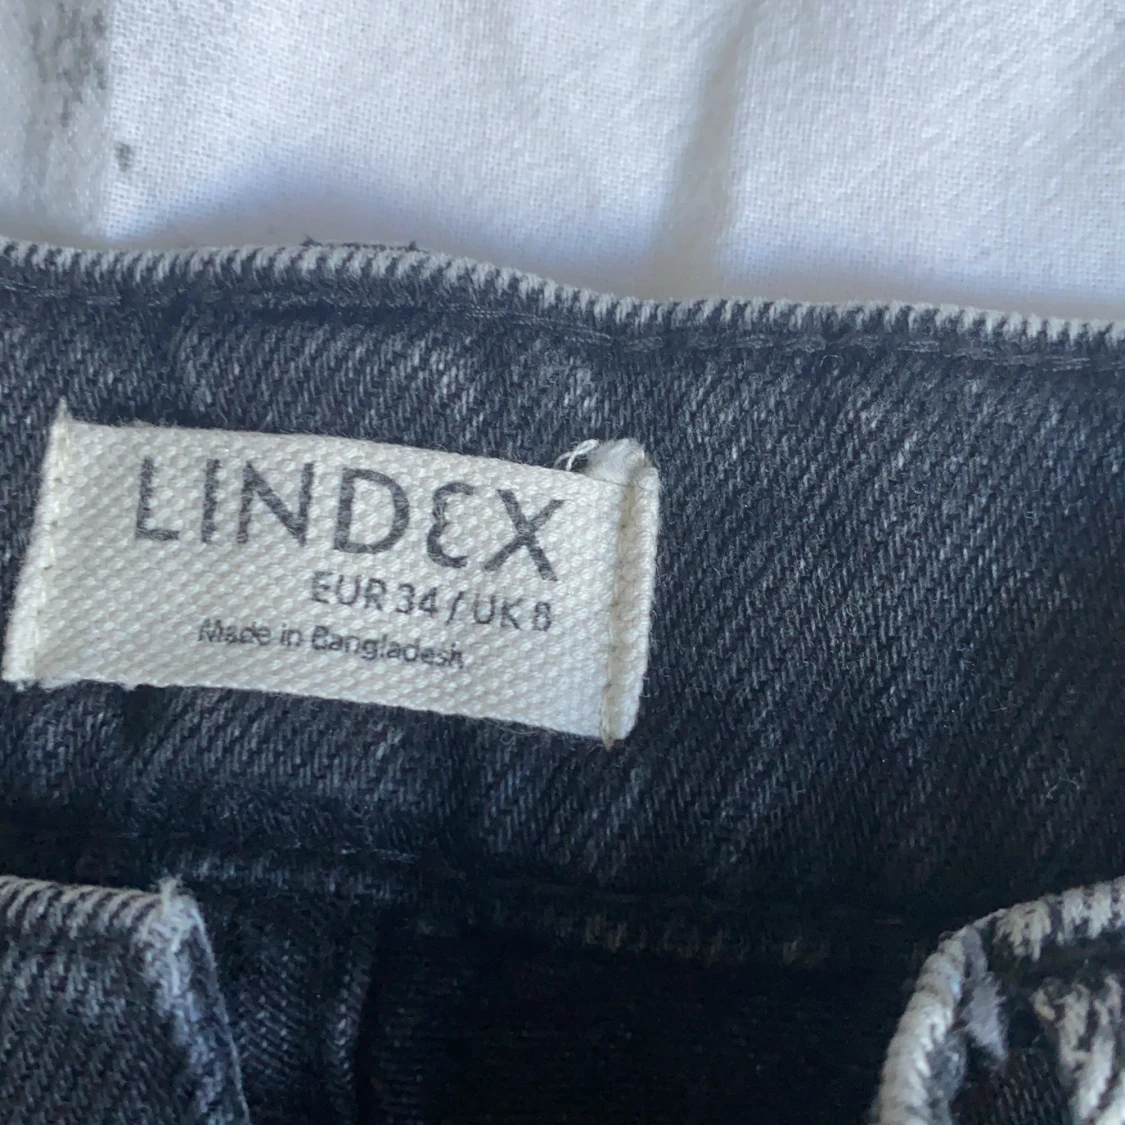 LINDEX
EUR 34 / UK 8
Made in Bangladesh